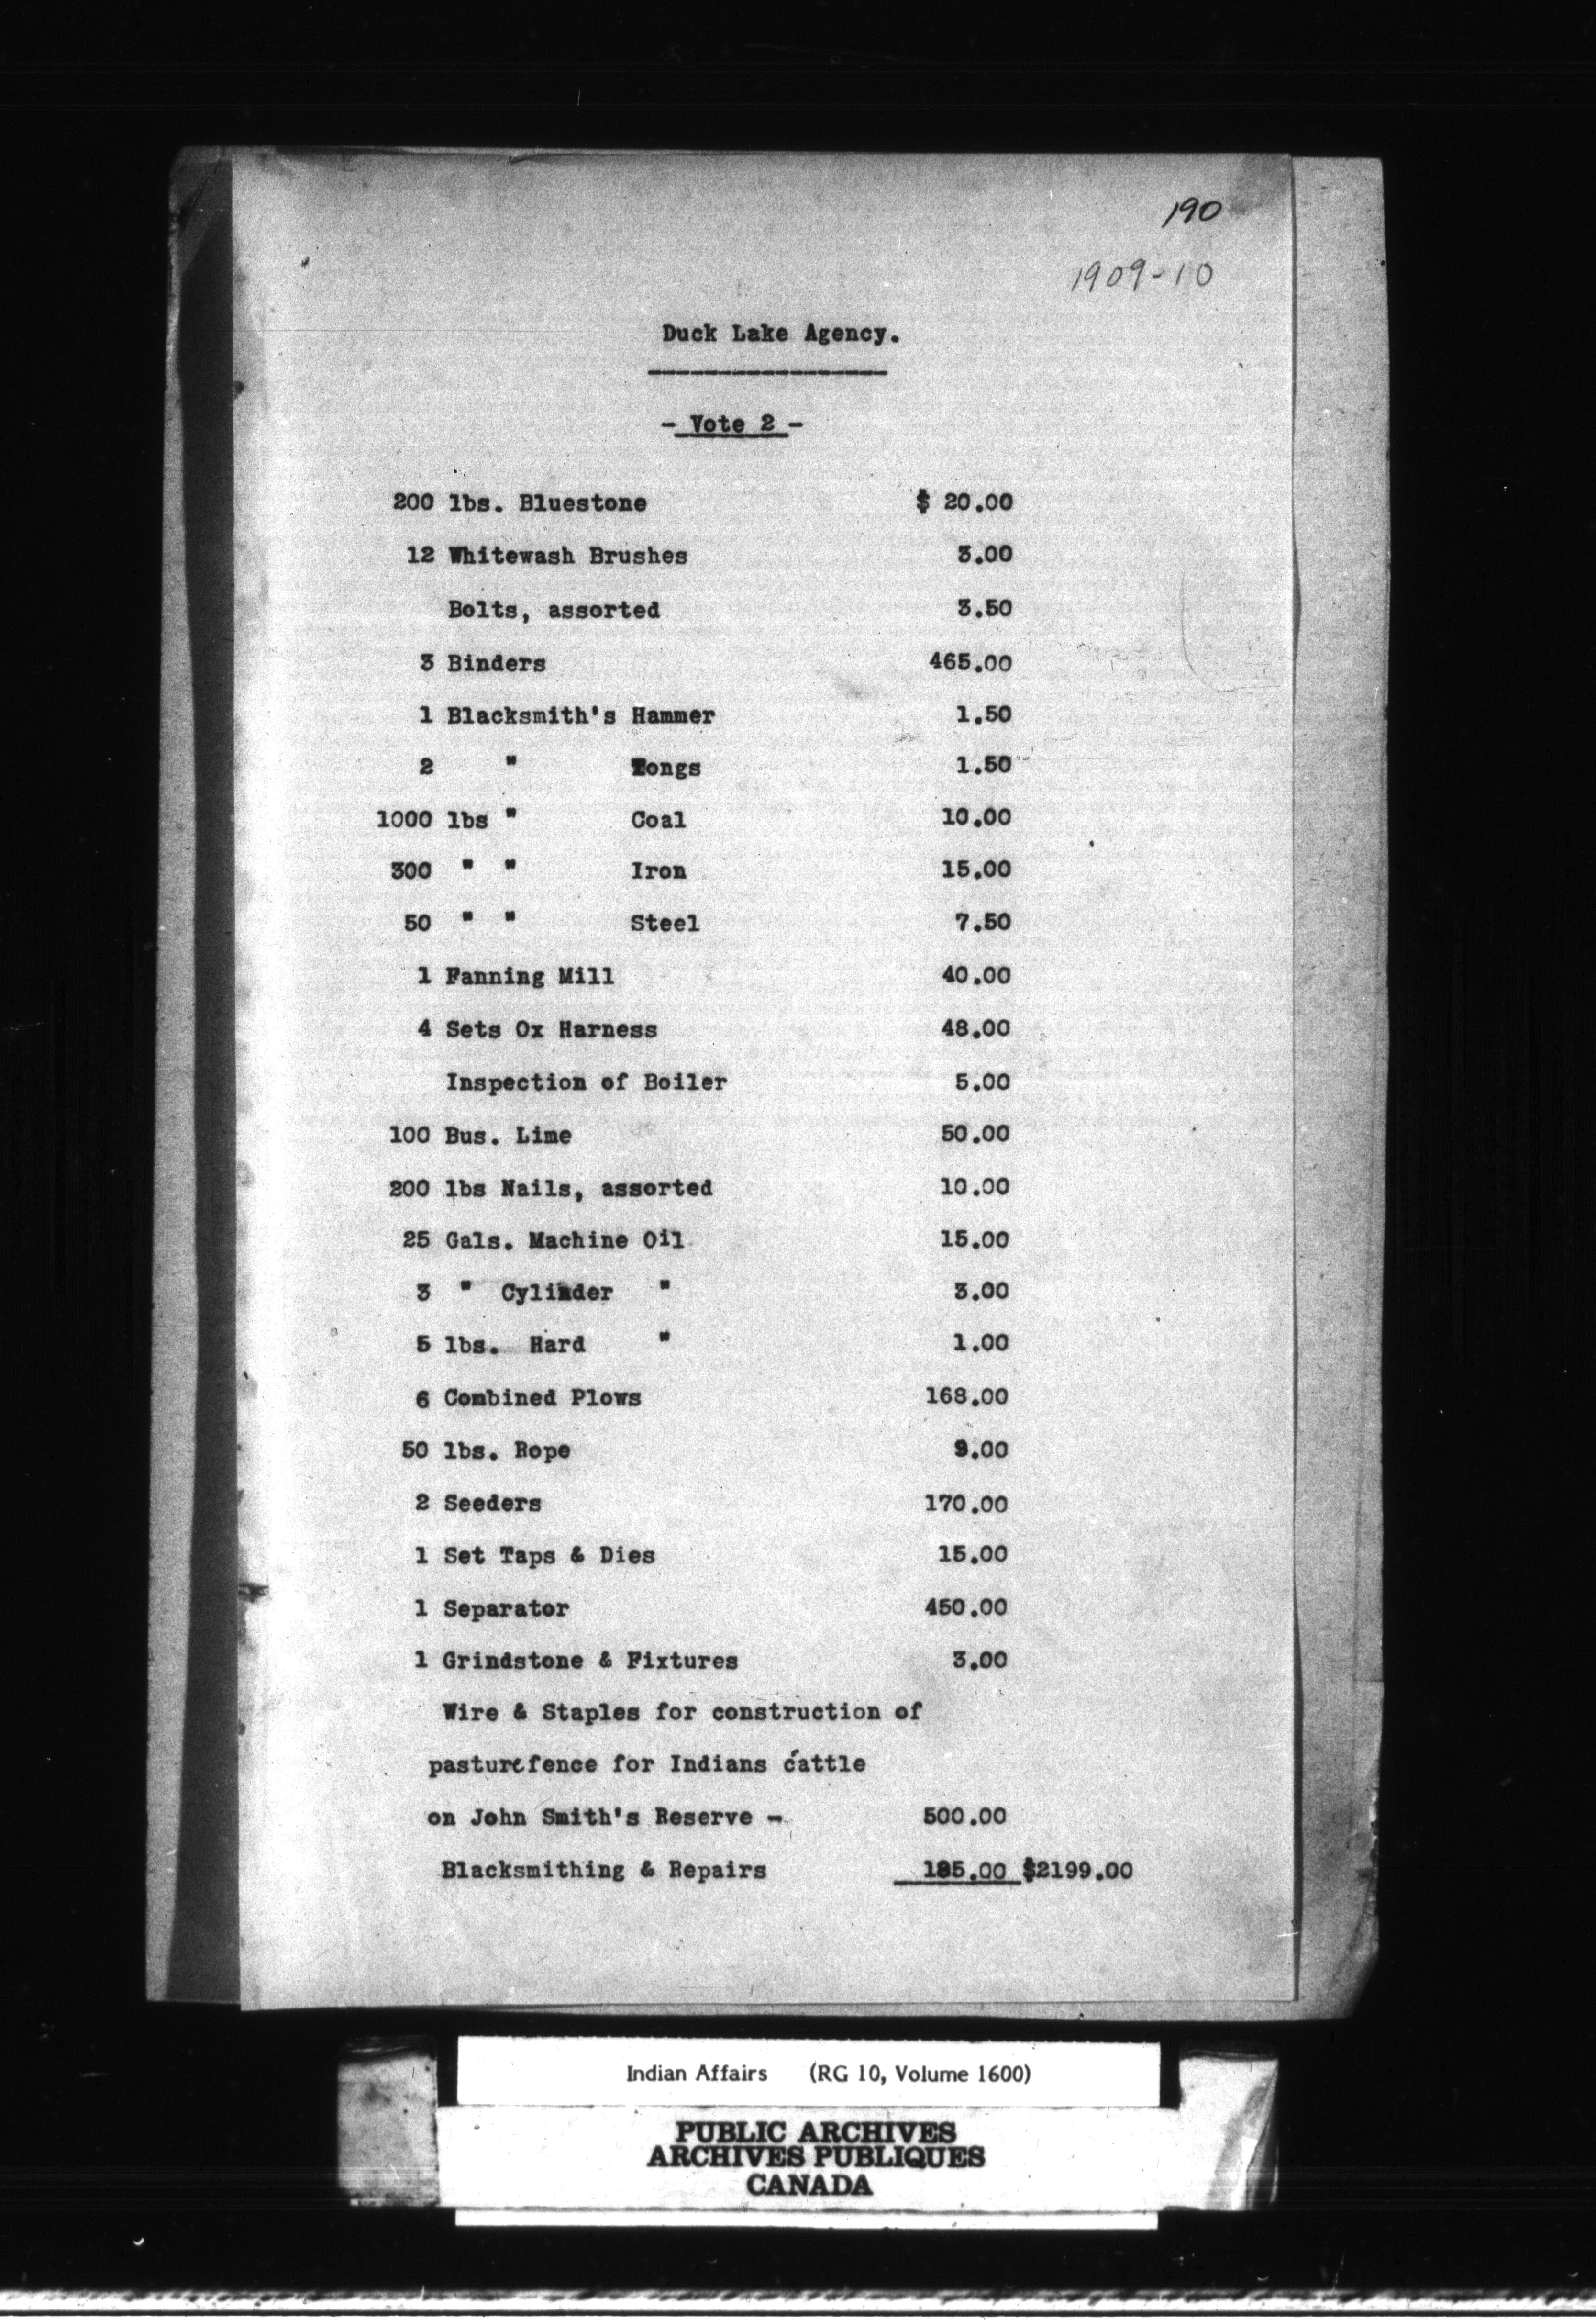 190
1909-10
Duck Lake Agency.
- Vote 2 -
200 lbs. Bluestone $ 20.00
12 Whitewash Brushes 3.00
Bolts, assorted 3.50
3 Binders 465.00
1 Blacksmith's Hammer 1.50
2 " Tongs 1.50
1000 lbs " Coal 10.00
300 " " Iron 15.00
50 " " Steel 7.50
1 Fanning Mill 40.00
4 Sets Ox Harness 48.00
Inspection of Boiler 5.00
100 Bus. Lime 50.00
200 lbs Nails, assorted 10.00
25 Gals. Machine Oil 15.00
3 " Cylinder " 3.00
5 lbs. Hard " 1.00
6 Combined Plows 168.00
50 lbs. Rope 9.00
2 Seeders 170.00
1 Set Taps & Dies 15.00
1 Separator 450.00
1 Grindstone & Fixtures 3.00
Wire & Staples for construction of
pasture fence for Indians cattle
on John Smith's Reserve - 500.00
Blacksmithing & Repairs 185.00 $2199.00
Indian Affairs (RG 10, Volume 1600)
PUBLIC ARCHIVES
ARCHIVES PUBLIQUES
CANADA